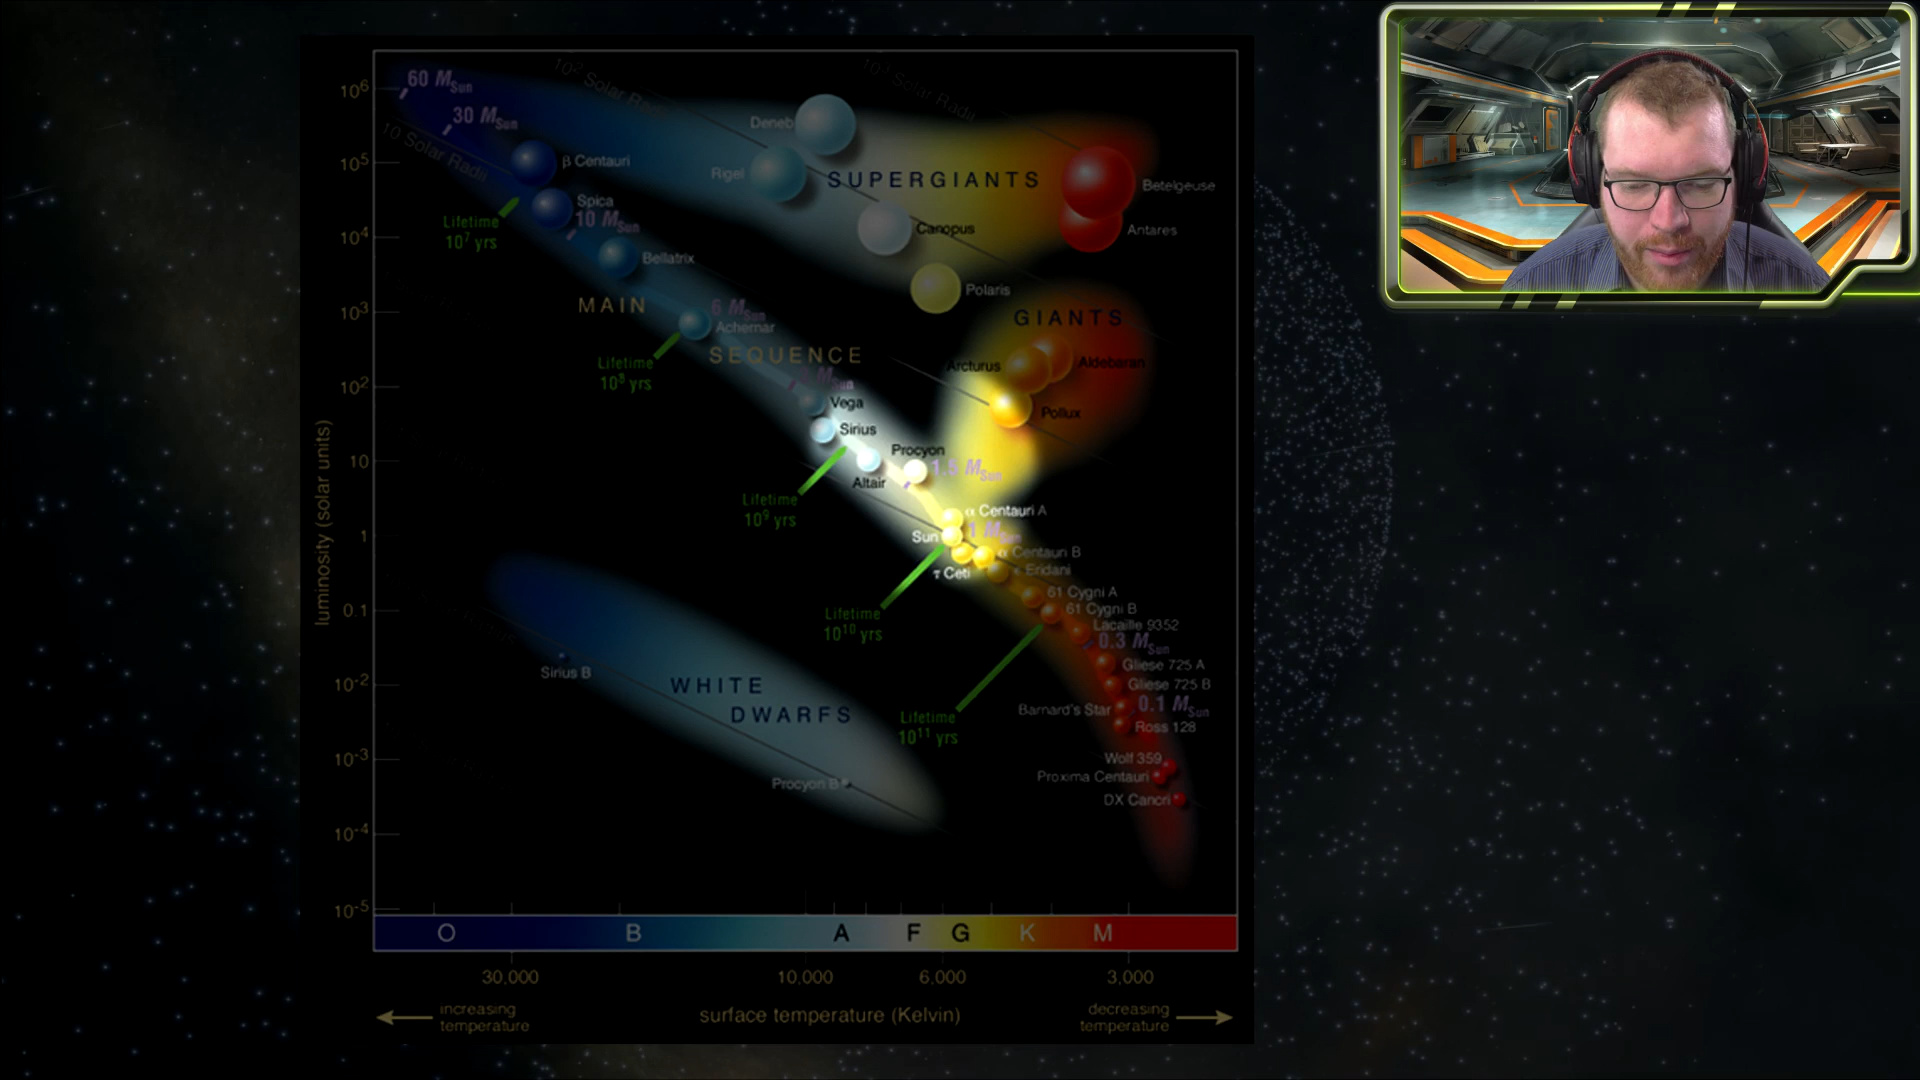 10² Solar Radii
10³ Solar Radii
60 MSun
10⁶
30 MSun
Deneb
10 Solar Radii
10⁵
β Centauri
Rigel
SUPERGIANTS
Betelgeuse
Spica
Lifetime
10⁷ yrs
10 MSun
Canopus
Antares
10⁴
Bellatrix
Polaris
MAIN
6 MSun
GIANTS
10³
Achernar
SEQUENCE
Lifetime
10⁸ yrs
Arcturus
Aldebaran
MSun
10²
Vega
Pollux
Sirius
Procyon
10
1.5 MSun
Altair
Lifetime
10⁹ yrs
α Centauri A
1 MSun
1
Sun
α Centauri B
τ Ceti
ε Eridani
luminosity (solar units)
61 Cygni A
0.1
61 Cygni B
Lifetime
10¹⁰ yrs
Lacaille 9352
0.3 MSun
Sirius B
Gliese 725 A
10⁻²
WHITE
DWARFS
Gliese 725 B
Barnard's Star
0.1 MSun
Lifetime
10¹¹ yrs
Ross 128
10⁻³
Wolf 359
Proxima Centauri
Procyon B
DX Cancri
10⁻⁴
10⁻⁵
O B A F G K M
30,000 10,000 6,000 3,000
increasing
temperature
surface temperature (Kelvin)
decreasing
temperature